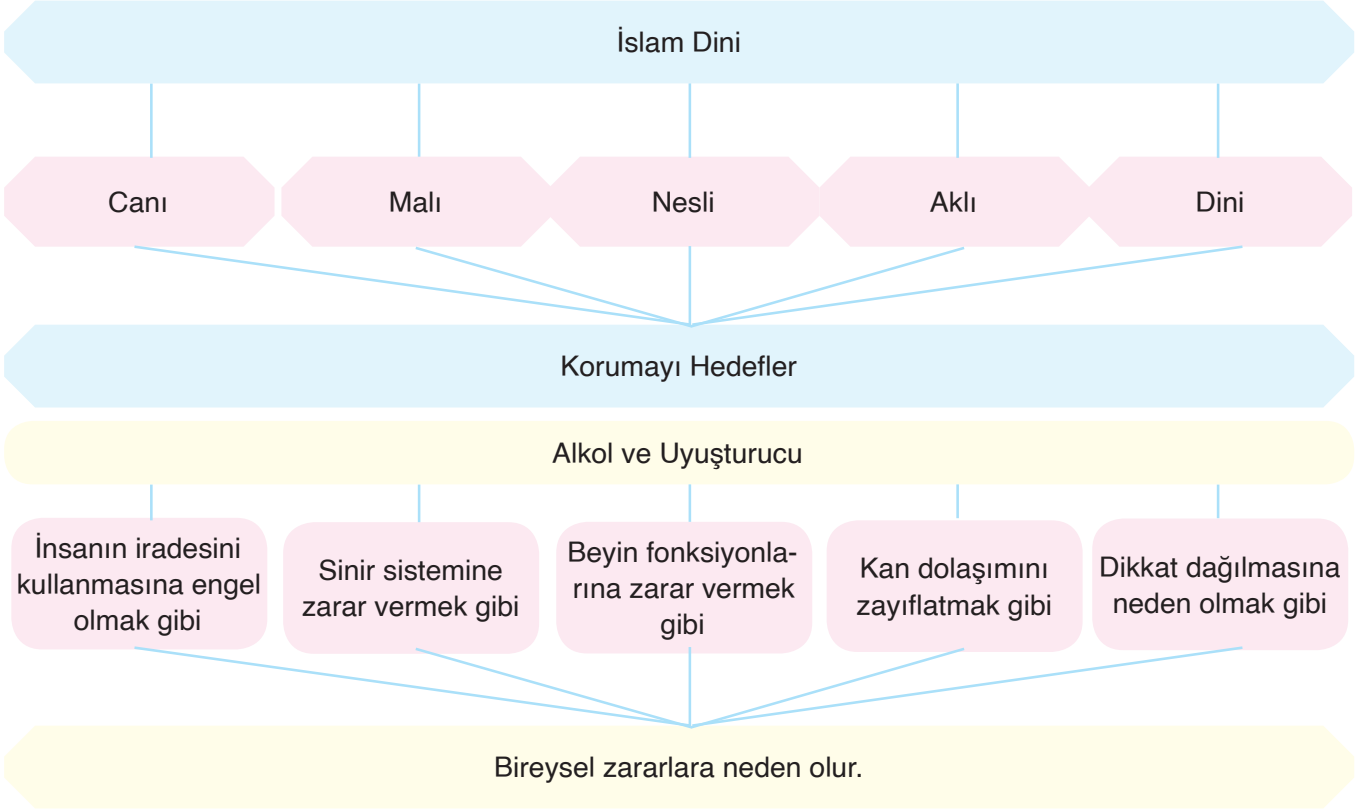 İslam Dini
Canı
Malı
Nesli
Aklı
Dini
Korumayı Hedefler
Alkol ve Uyuşturucu
İnsanın iradesini
kullanmasına engel
olmak gibi
Sinir sistemine
zarar vermek gibi
Beyin fonksiyonla-
rına zarar vermek
gibi
Kan dolaşımını
zayıflatmak gibi
Dikkat dağılmasına
neden olmak gibi
Bireysel zararlara neden olur.